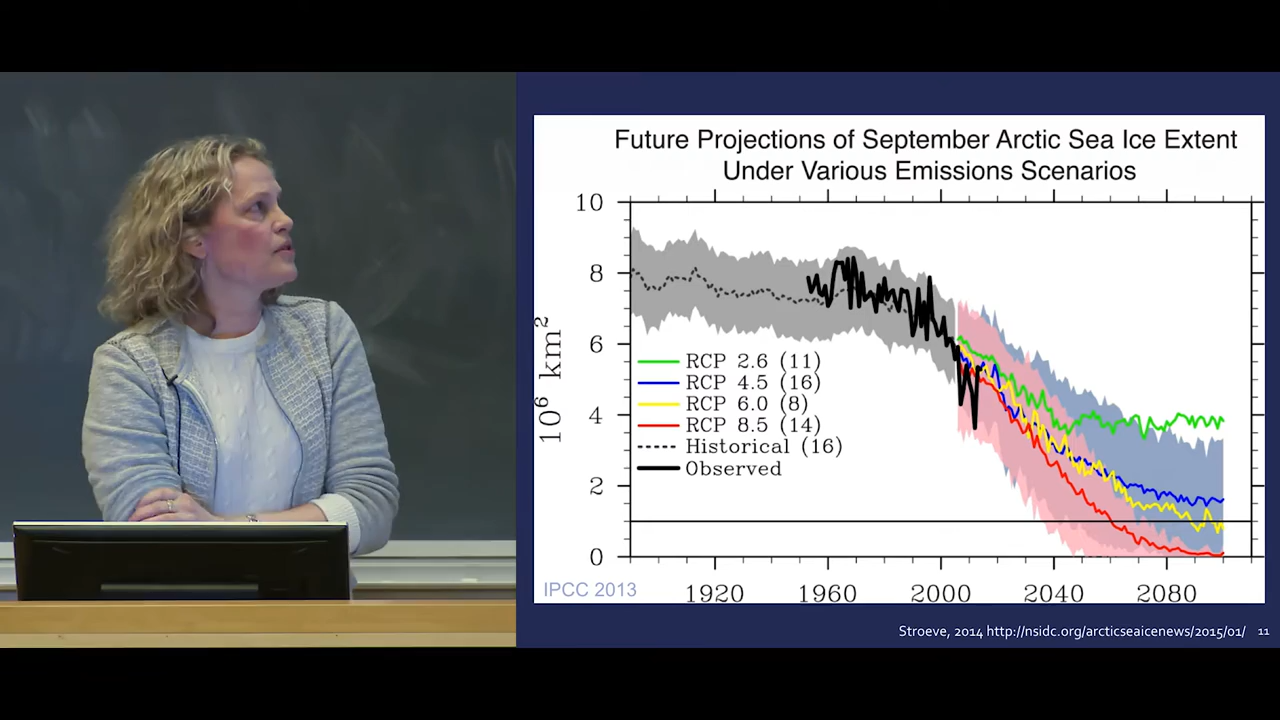 Future Projections of September Arctic Sea Ice Extent
Under Various Emissions Scenarios
10
8
6
4
2
0
10⁶ km²
RCP 2.6 (11)
RCP 4.5 (16)
RCP 6.0 (8)
RCP 8.5 (14)
Historical (16)
Observed
IPCC 2013
1920
1960
2000
2040
2080
Stroeve, 2014 http://nsidc.org/arcticseaicenews/2015/01/
11